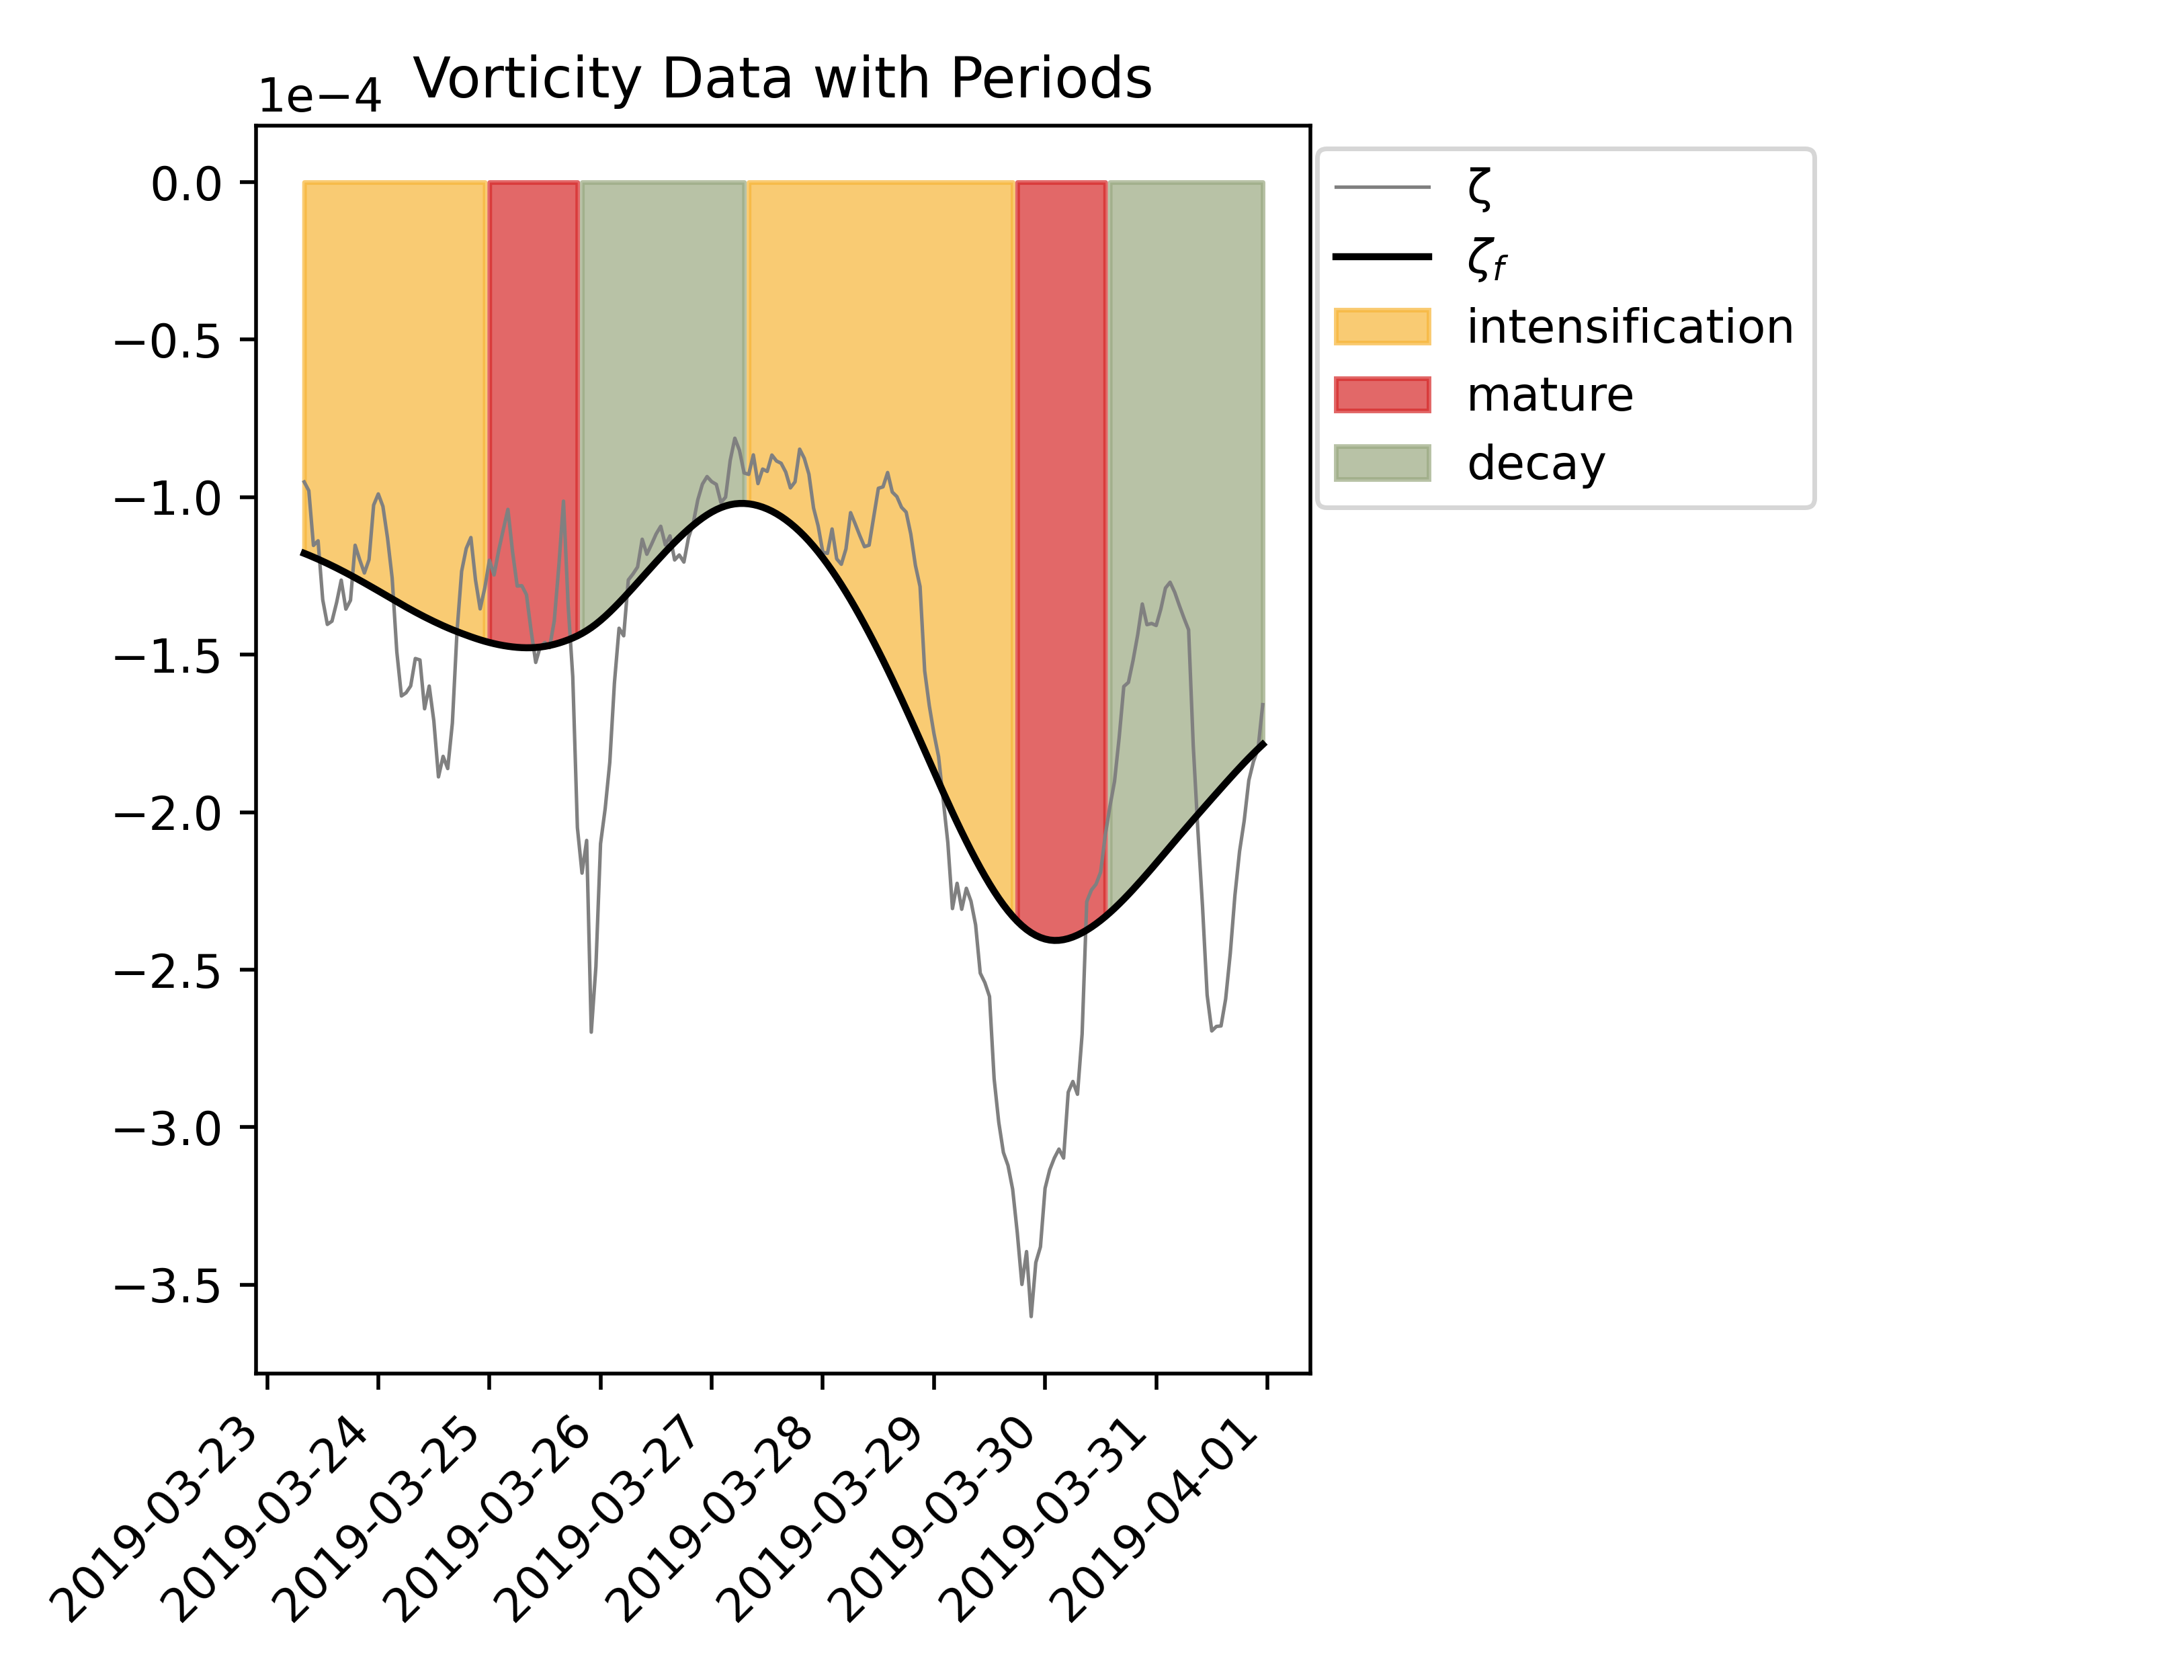 Vorticity Data with Periods
1e−4
0.0
−0.5
−1.0
−1.5
−2.0
−2.5
−3.0
−3.5
2019-03-23
2019-03-24
2019-03-25
2019-03-26
2019-03-27
2019-03-28
2019-03-29
2019-03-30
2019-03-31
2019-04-01
ζ
ζf
intensification
mature
decay